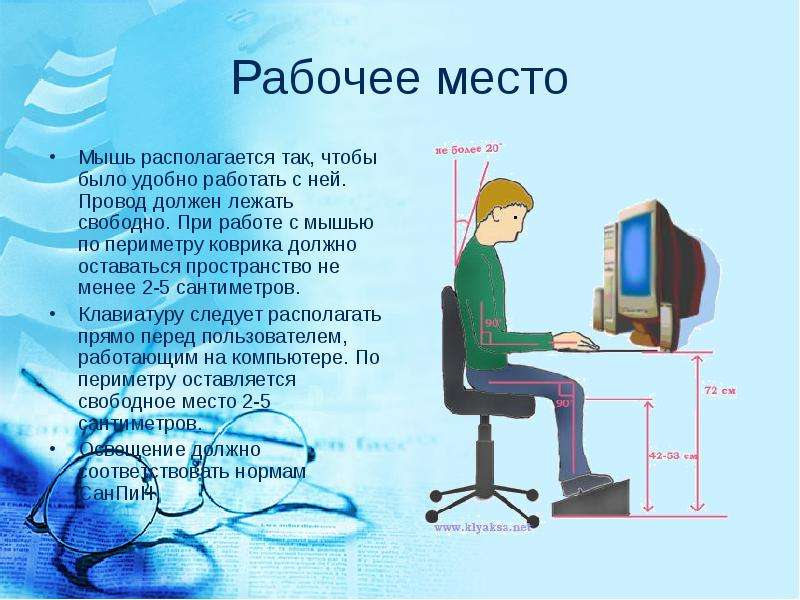 Рабочее место
• Мышь располагается так, чтобы
было удобно работать с ней.
Провод должен лежать
свободно. При работе с мышью
по периметру коврика должно
оставаться пространство не
менее 2-5 сантиметров.
• Клавиатуру следует располагать
прямо перед пользователем,
работающим на компьютере. По
периметру оставляется
свободное место 2-5
сантиметров.
• Освещение должно
соответствовать нормам
СанПиН
не более 20°
90°
90°
72 см
42-53 см
www.klyaksa.net